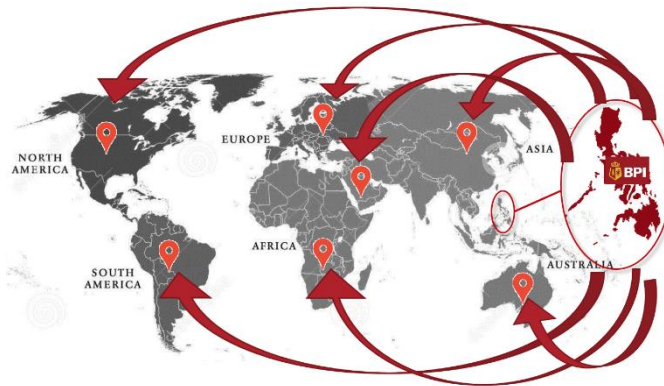 NORTH
AMERICA
EUROPE
ASIA
BPI
AFRICA
SOUTH
AMERICA
AUSTRALIA